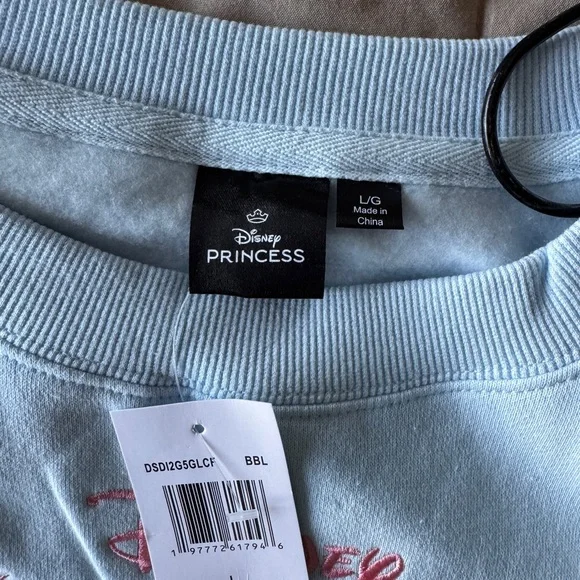 L/G
Made in
China
Disney
PRINCESS
DSDI2G5GLCF BBL
1 97772 61794 6
L